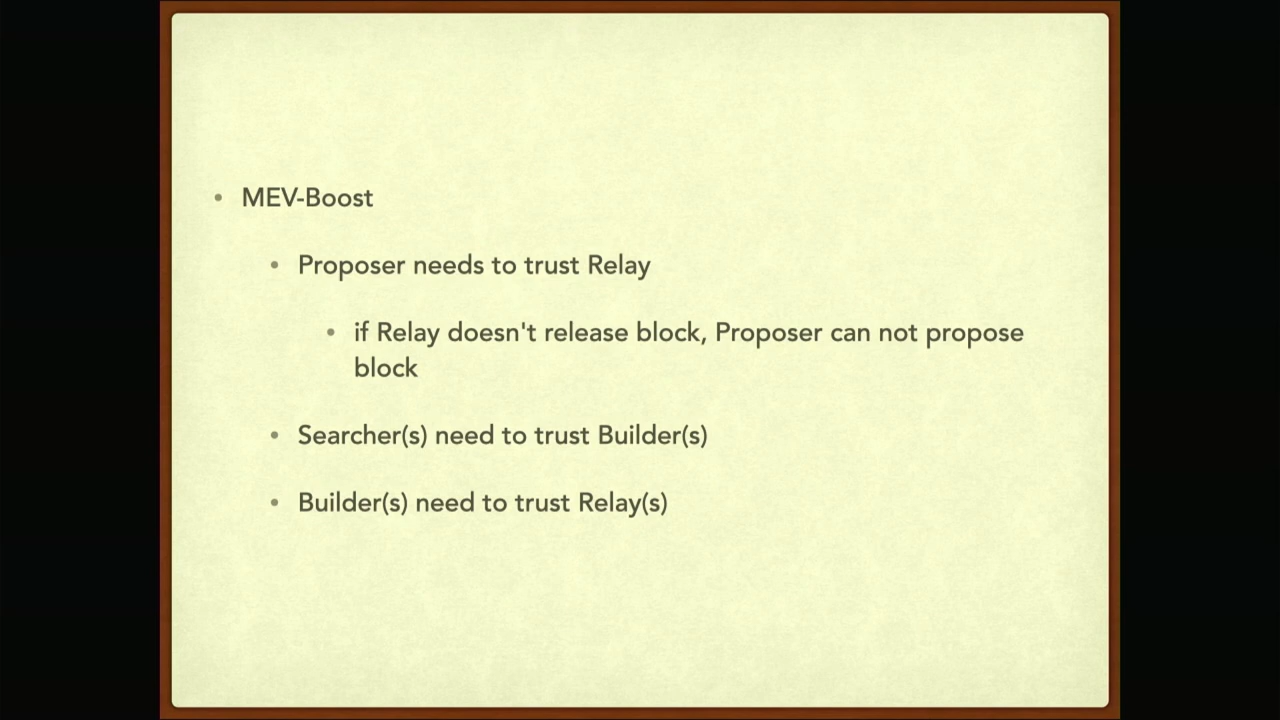 • MEV-Boost
• Proposer needs to trust Relay
• if Relay doesn't release block, Proposer can not propose
block
• Searcher(s) need to trust Builder(s)
• Builder(s) need to trust Relay(s)